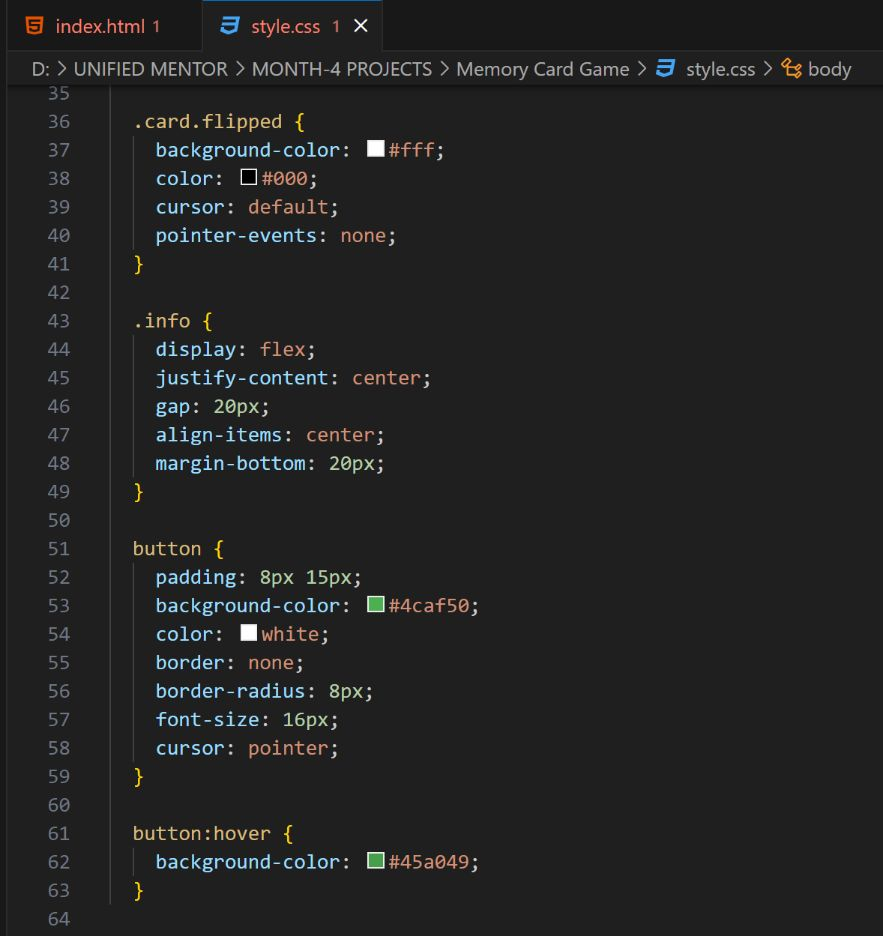 index.html 1 style.css 1
D: > UNIFIED MENTOR > MONTH-4 PROJECTS > Memory Card Game > style.css > body
35
36 .card.flipped {
37 background-color: #fff;
38 color: #000;
39 cursor: default;
40 pointer-events: none;
41 }
42
43 .info {
44 display: flex;
45 justify-content: center;
46 gap: 20px;
47 align-items: center;
48 margin-bottom: 20px;
49 }
50
51 button {
52 padding: 8px 15px;
53 background-color: #4caf50;
54 color: white;
55 border: none;
56 border-radius: 8px;
57 font-size: 16px;
58 cursor: pointer;
59 }
60
61 button:hover {
62 background-color: #45a049;
63 }
64